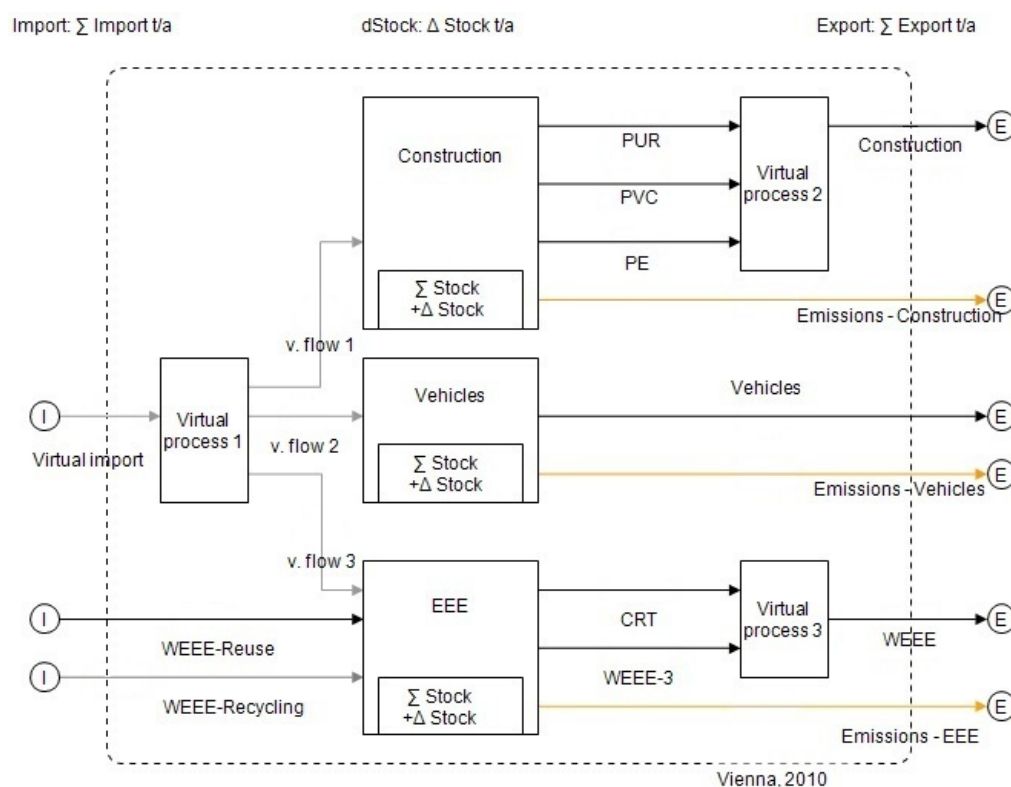 Import: ∑ Import t/a
dStock: Δ Stock t/a
Export: ∑ Export t/a
Construction
PUR
PVC
PE
Virtual
process 2
Construction
E
∑ Stock
+Δ Stock
Emissions - Construction
E
v. flow 1
I
Virtual import
Virtual
process 1
v. flow 2
Vehicles
Vehicles
E
∑ Stock
+Δ Stock
Emissions - Vehicles
E
v. flow 3
I
WEEE-Reuse
I
WEEE-Recycling
EEE
CRT
WEEE-3
Virtual
process 3
WEEE
E
∑ Stock
+Δ Stock
Emissions - EEE
E
Vienna, 2010